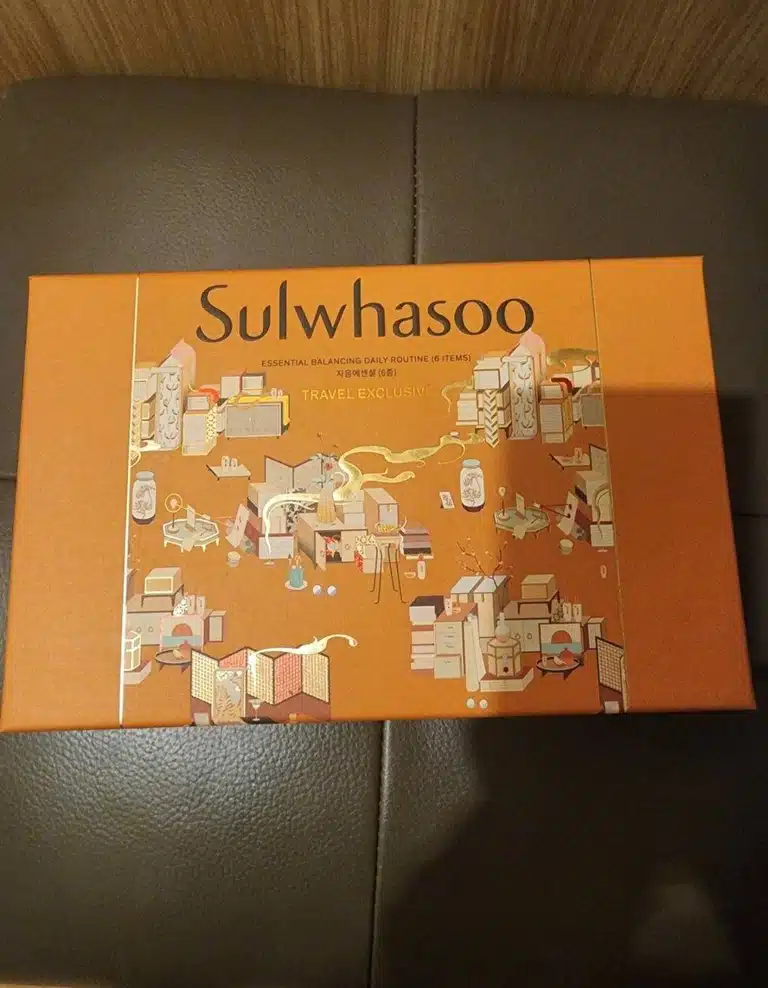 Sulwhasoo
ESSENTIAL BALANCING DAILY ROUTINE (6 ITEMS)
자음에센셜 (6종)
TRAVEL EXCLUSIVE